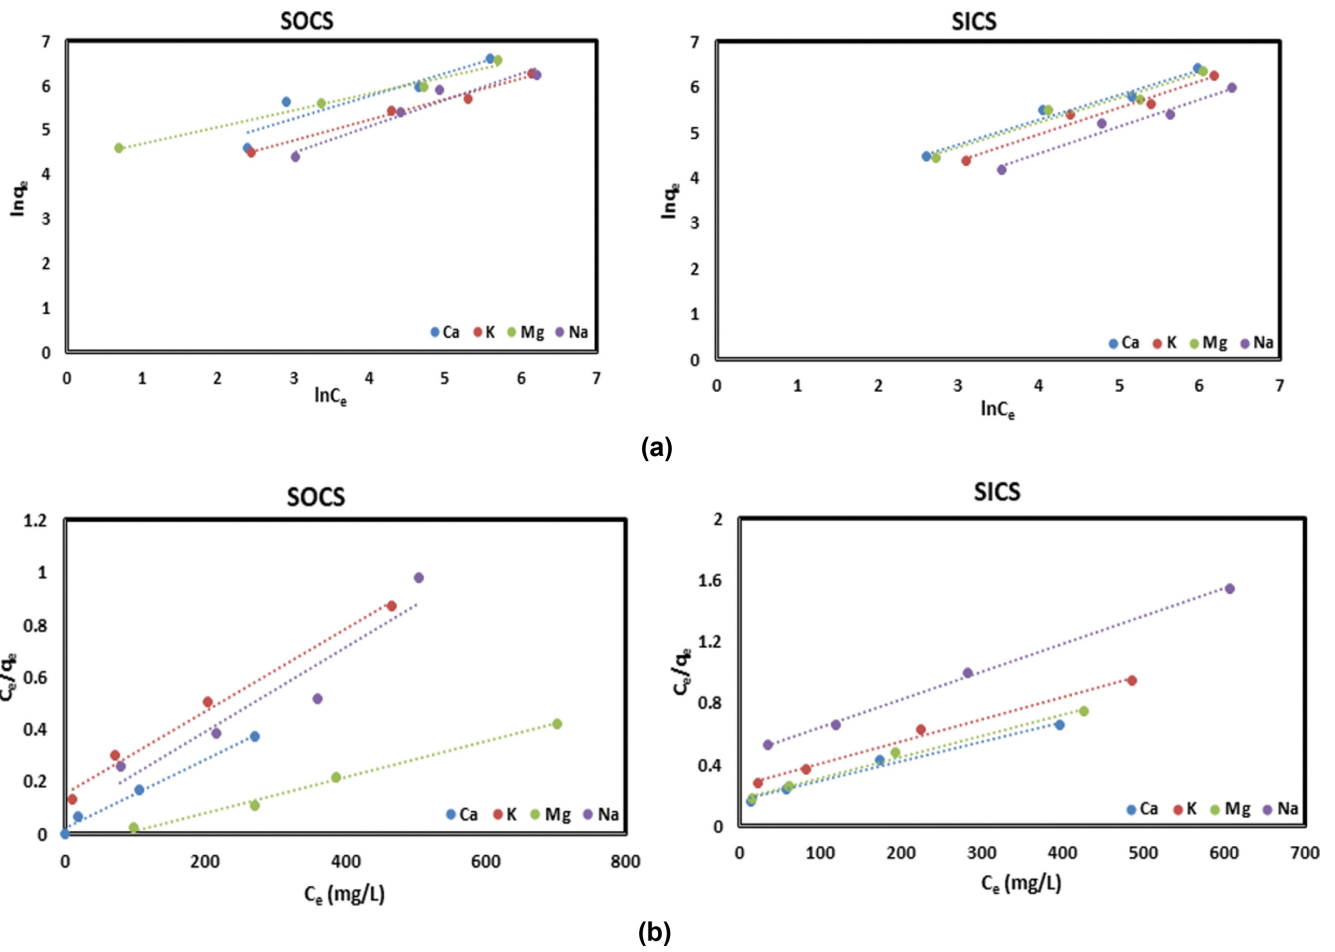 SOCS
7
6
5
4
3
2
1
0
lnqe
Ca K Mg Na
0 1 2 3 4 5 6 7
lnCe
SICS
7
6
5
4
3
2
1
0
lnqe
Ca K Mg Na
0 1 2 3 4 5 6 7
lnCe
(a)
SOCS
1.2
1
0.8
0.6
0.4
0.2
0
Ce/qe
Ca K Mg Na
0 200 400 600 800
Ce (mg/L)
SICS
2
1.6
1.2
0.8
0.4
0
Ce/qe
Ca K Mg Na
0 100 200 300 400 500 600 700
Ce (mg/L)
(b)